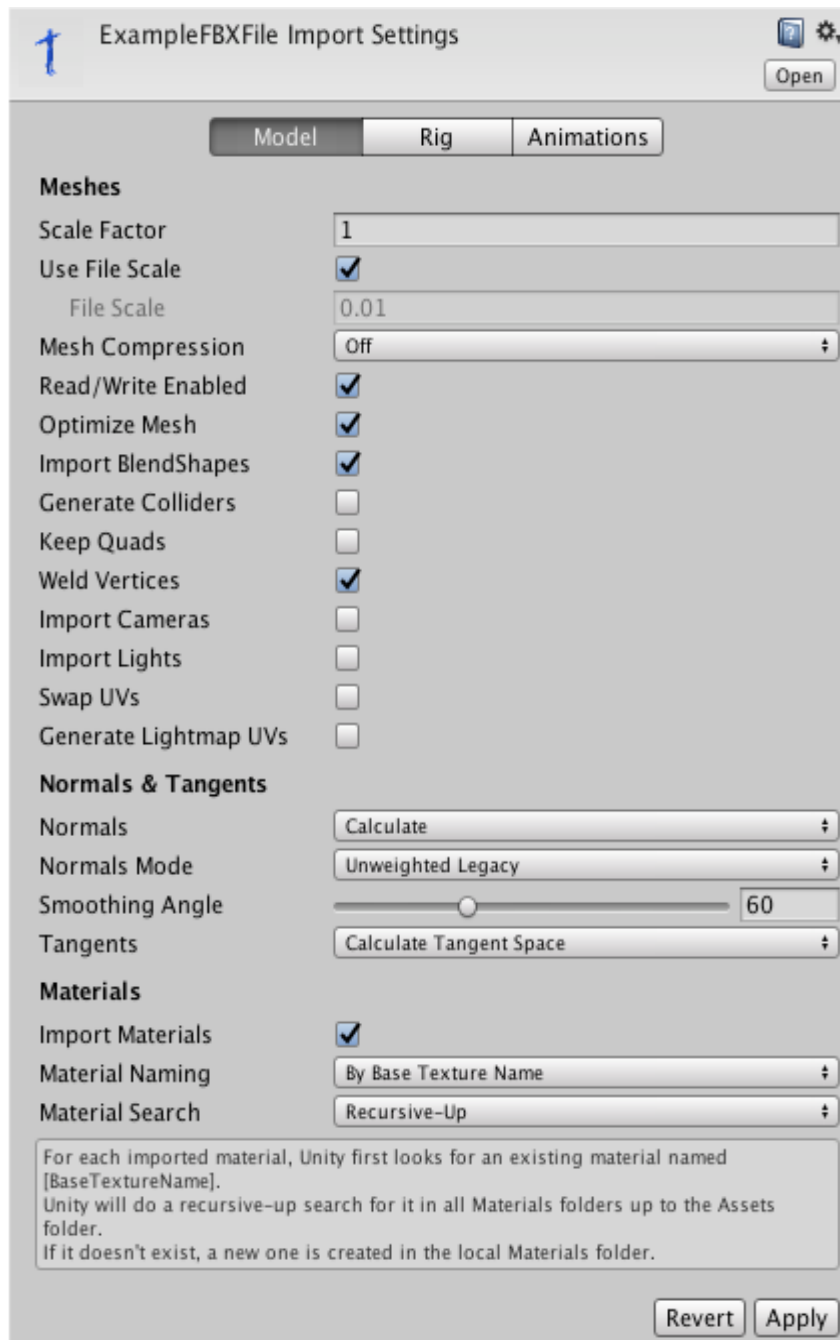 ExampleFBXFile Import Settings
Open
Model Rig Animations
Meshes
Scale Factor 1
Use File Scale
File Scale 0.01
Mesh Compression Off
Read/Write Enabled
Optimize Mesh
Import BlendShapes
Generate Colliders
Keep Quads
Weld Vertices
Import Cameras
Import Lights
Swap UVs
Generate Lightmap UVs
Normals & Tangents
Normals Calculate
Normals Mode Unweighted Legacy
Smoothing Angle 60
Tangents Calculate Tangent Space
Materials
Import Materials
Material Naming By Base Texture Name
Material Search Recursive-Up
For each imported material, Unity first looks for an existing material named
[BaseTextureName].
Unity will do a recursive-up search for it in all Materials folders up to the Assets
folder.
If it doesn't exist, a new one is created in the local Materials folder.
Revert Apply